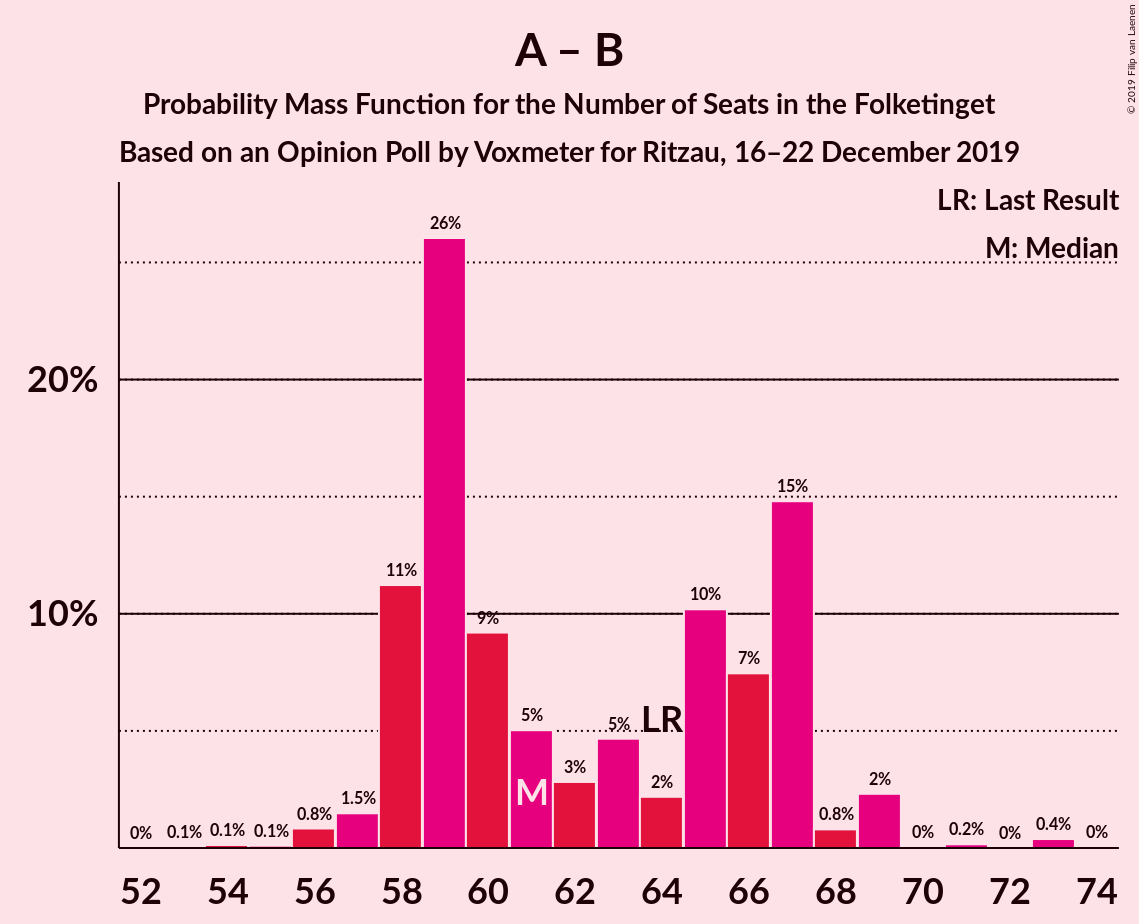 A – B
Probability Mass Function for the Number of Seats in the Folketinget
Based on an Opinion Poll by Voxmeter for Ritzau, 16–22 December 2019
© 2019 Filip van Laenen
LR: Last Result
M: Median
26%
20%
15%
11%
10%
10%
9%
7%
LR
5%
5%
3%
2%
2%
M
1.5%
0.8%
0.8%
0.4%
0.2%
0%
0.1%
0.1%
0.1%
0%
0%
0%
52 54 56 58 60 62 64 66 68 70 72 74